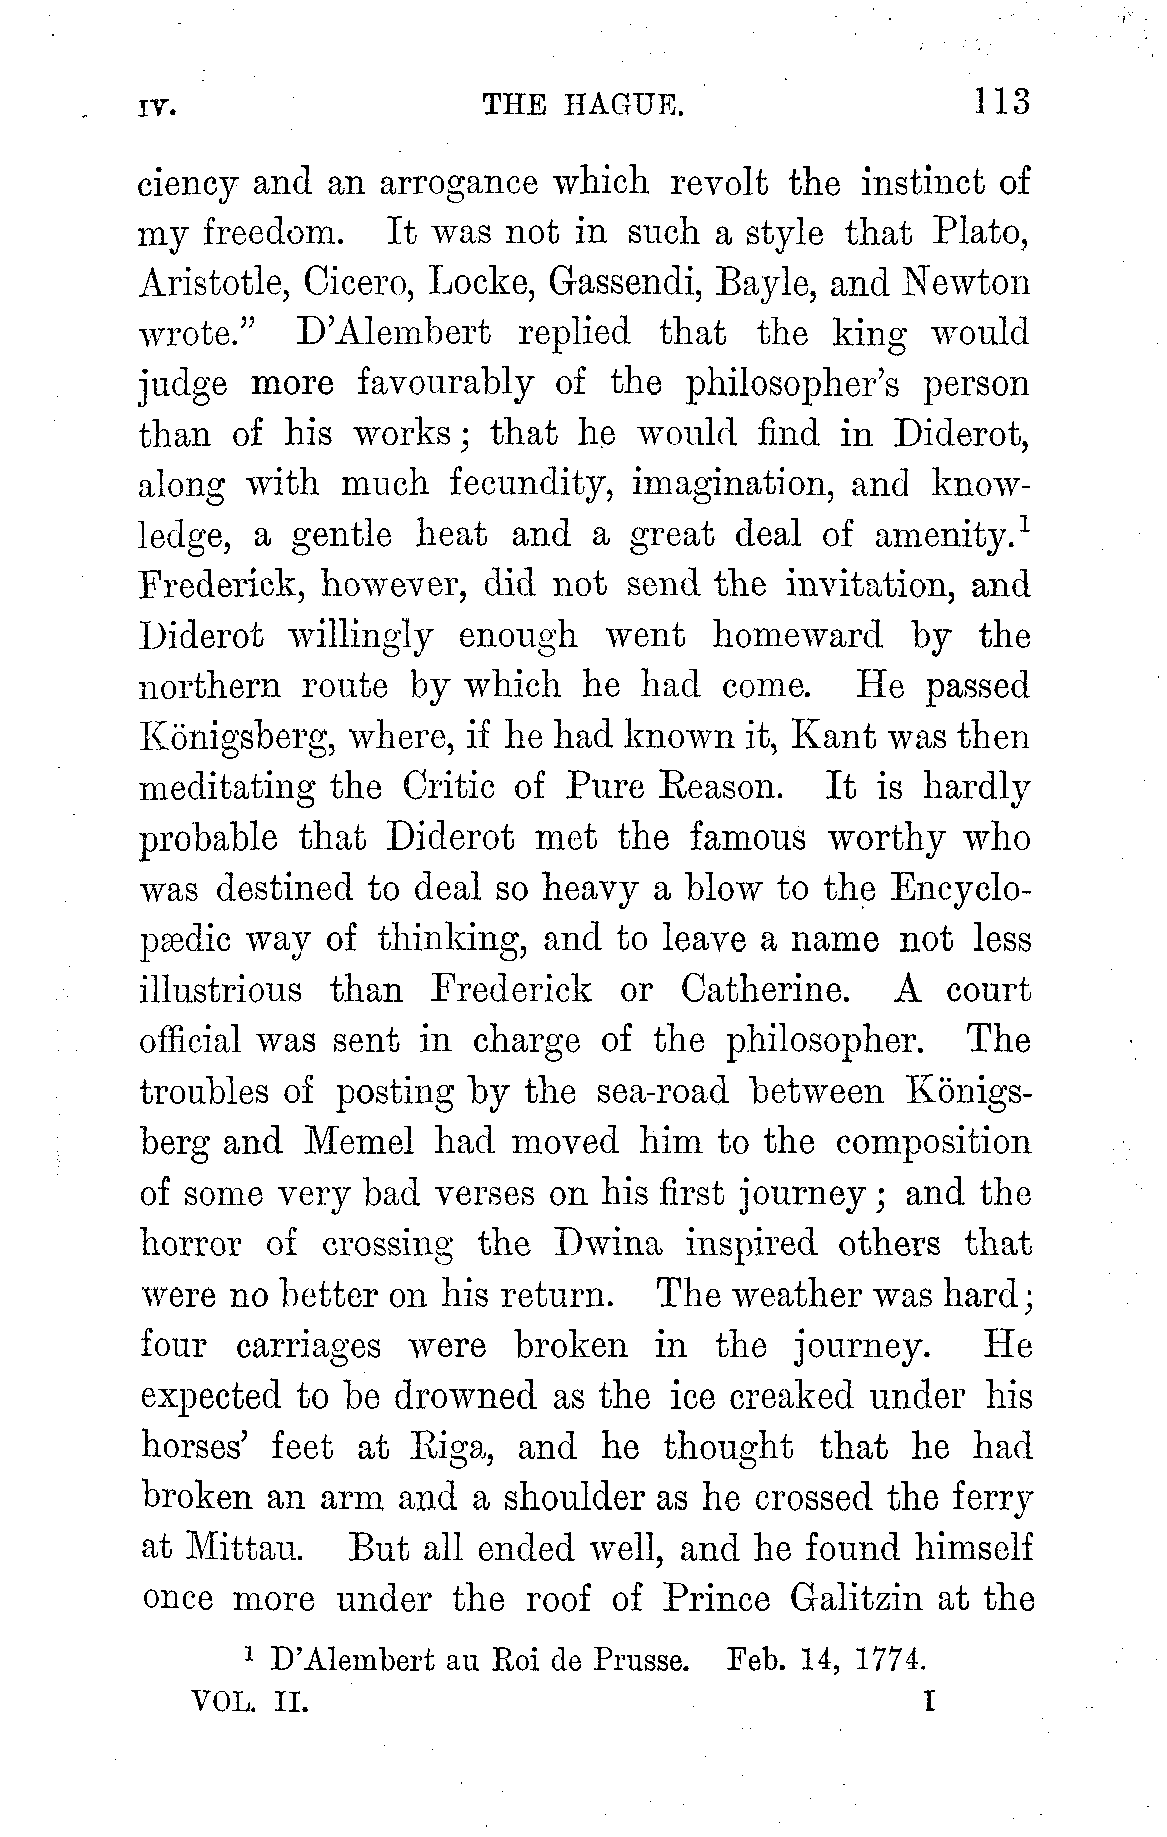 IV. THE HAGUE. 113
ciency and an arrogance which revolt the instinct of
my freedom. It was not in such a style that Plato,
Aristotle, Cicero, Locke, Gassendi, Bayle, and Newton
wrote.” D’Alembert replied that the king would
judge more favourably of the philosopher’s person
than of his works; that he would find in Diderot,
along with much fecundity, imagination, and know-
ledge, a gentle heat and a great deal of amenity.¹
Frederick, however, did not send the invitation, and
Diderot willingly enough went homeward by the
northern route by which he had come. He passed
Königsberg, where, if he had known it, Kant was then
meditating the Critic of Pure Reason. It is hardly
probable that Diderot met the famous worthy who
was destined to deal so heavy a blow to the Encyclo-
pædic way of thinking, and to leave a name not less
illustrious than Frederick or Catherine. A court
official was sent in charge of the philosopher. The
troubles of posting by the sea-road between Königs-
berg and Memel had moved him to the composition
of some very bad verses on his first journey; and the
horror of crossing the Dwina inspired others that
were no better on his return. The weather was hard;
four carriages were broken in the journey. He
expected to be drowned as the ice creaked under his
horses’ feet at Riga, and he thought that he had
broken an arm and a shoulder as he crossed the ferry
at Mittau. But all ended well, and he found himself
once more under the roof of Prince Galitzin at the
¹ D’Alembert au Roi de Prusse. Feb. 14, 1774.
VOL. II. I